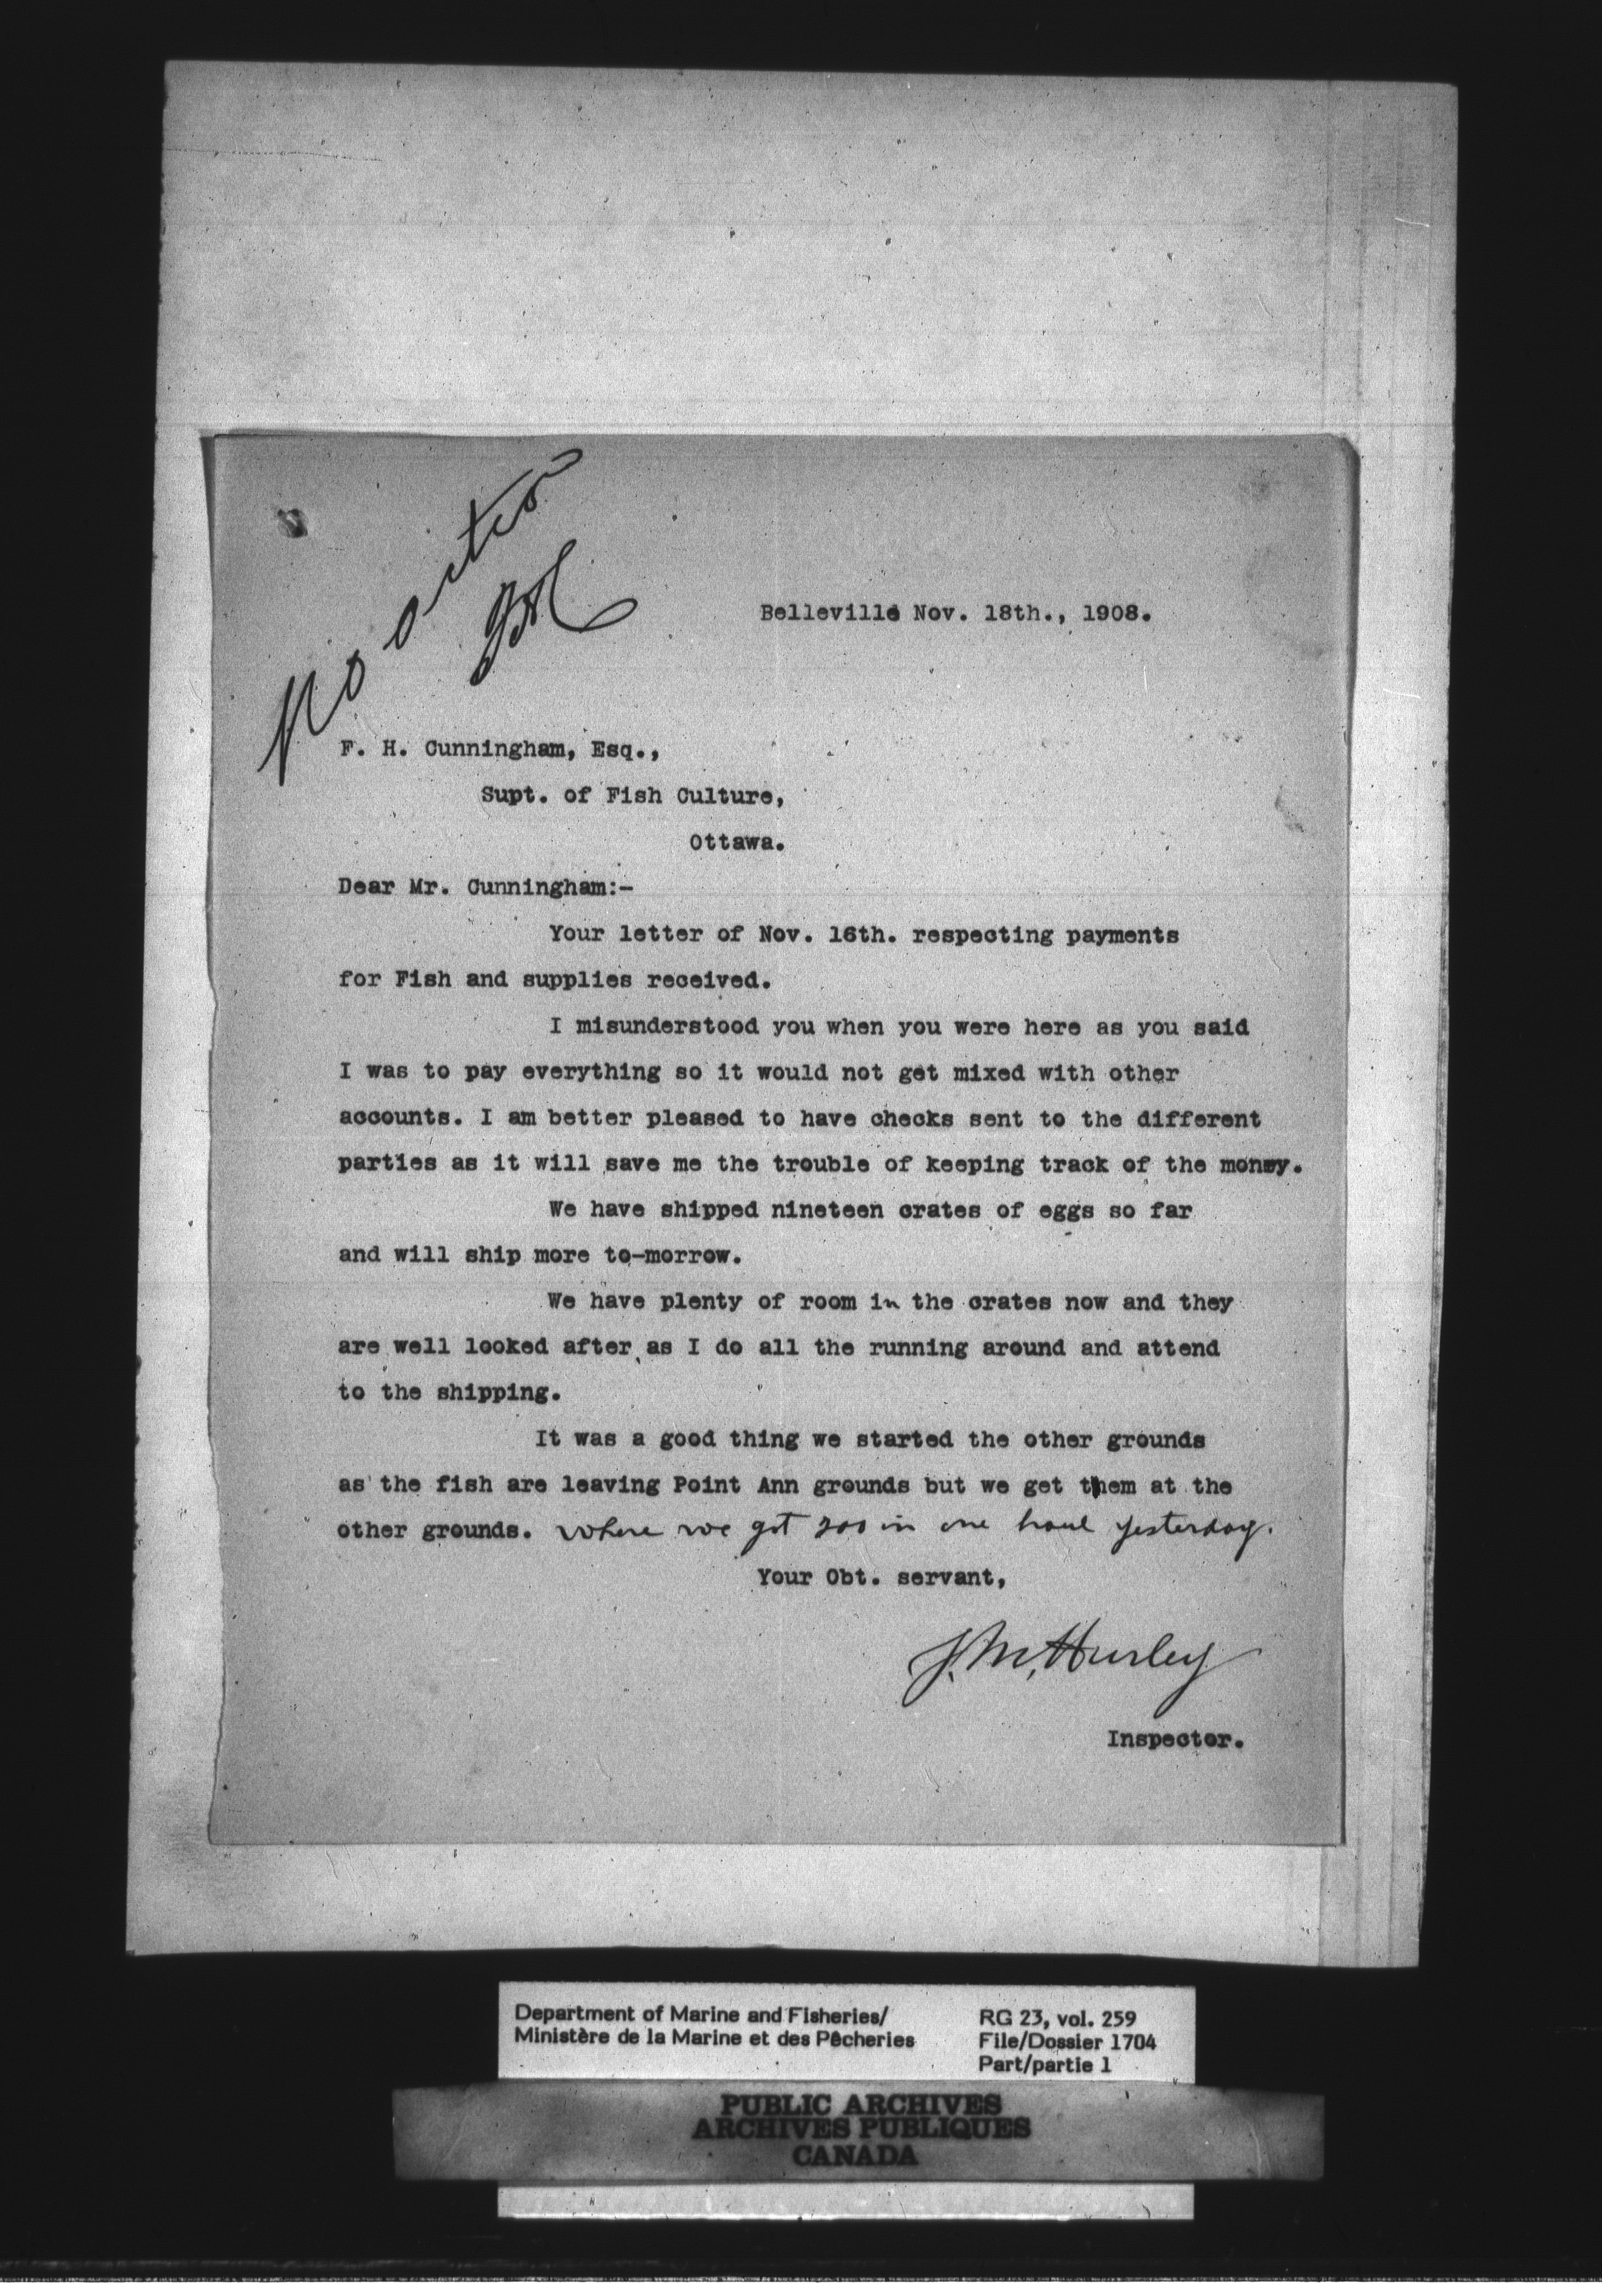 No action
Belleville Nov. 18th., 1908.
F. H. Cunningham, Esq.,
Supt. of Fish Culture,
Ottawa.
Dear Mr. Cunningham:-
Your letter of Nov. 16th. respecting payments
for Fish and supplies received.
I misunderstood you when you were here as you said
I was to pay everything so it would not get mixed with other
accounts. I am better pleased to have checks sent to the different
parties as it will save me the trouble of keeping track of the money.
We have shipped nineteen crates of eggs so far
and will ship more to-morrow.
We have plenty of room in the crates now and they
are well looked after as I do all the running around and attend
to the shipping.
It was a good thing we started the other grounds
as the fish are leaving Point Ann grounds but we get them at the
other grounds. Where we got 200 in one haul yesterday.
Your Obt. servant,
J. M. Hurley
Inspector.
Department of Marine and Fisheries/
Ministère de la Marine et des Pêcheries
RG 23, vol. 259
File/Dossier 1704
Part/partie 1
PUBLIC ARCHIVES
ARCHIVES PUBLIQUES
CANADA